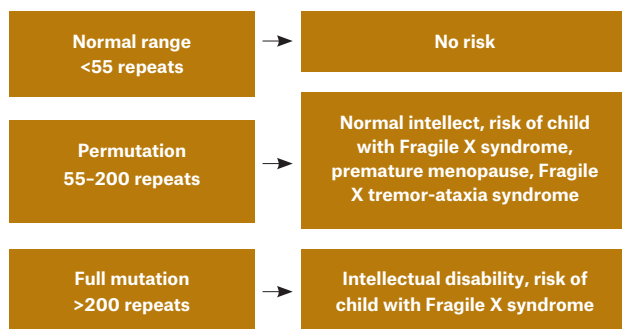 Normal range
<55 repeats
No risk
Permutation
55–200 repeats
Normal intellect, risk of child
with Fragile X syndrome,
premature menopause, Fragile
X tremor-ataxia syndrome
Full mutation
>200 repeats
Intellectual disability, risk of
child with Fragile X syndrome